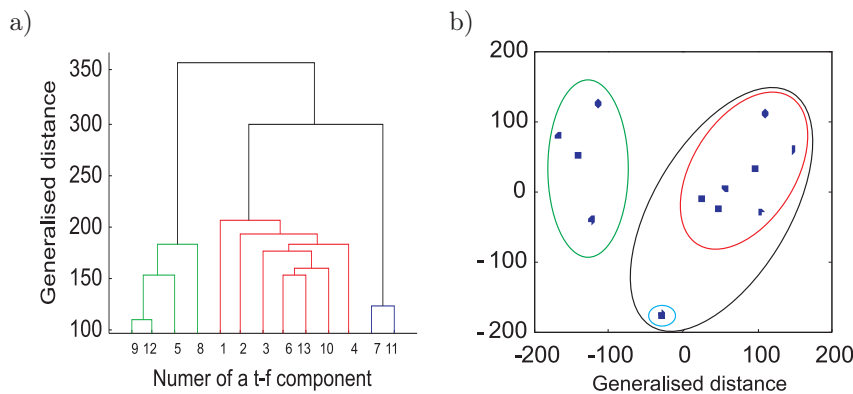 a)
Generalised distance
350
300
200
150
100
9 12 5 8 1 2 3 6 13 10 4 7 11
Numer of a t-f component
b)
200
100
0
-100
-200
-200 -100 0 100 200
Generalised distance